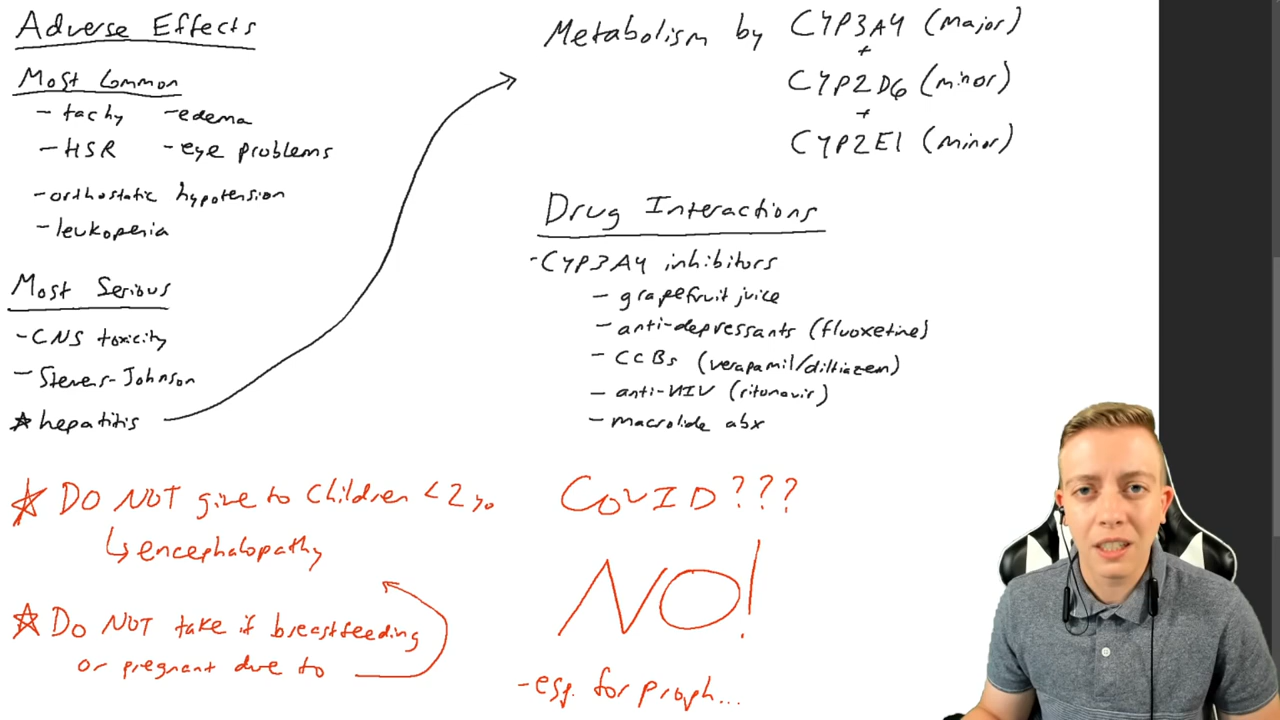 Adverse Effects
Most Common
- tachy - edema
- HSR - eye problems
- orthostatic hypotension
- leukopenia
Most Serious
- CNS toxicity
- Stevens-Johnson
☆ hepatitis
Metabolism by CYP3A4 (major)
+
CYP2D6 (minor)
+
CYP2E1 (minor)
Drug Interactions
- CYP3A4 inhibitors
- grapefruit juice
- anti-depressants (fluoxetine)
- CCBs (verapamil/diltiazem)
- anti-HIV (ritonavir)
- macrolide abx
☆ DO NOT give to children < 2 yo
↳ encephalopathy
☆ DO NOT take if breastfeeding
or pregnant due to
COVID???
NO!
- esp. for proph...